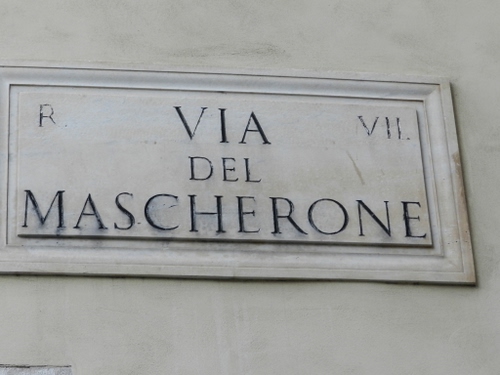 R. VIA VII.
DEL
MASCHERONE